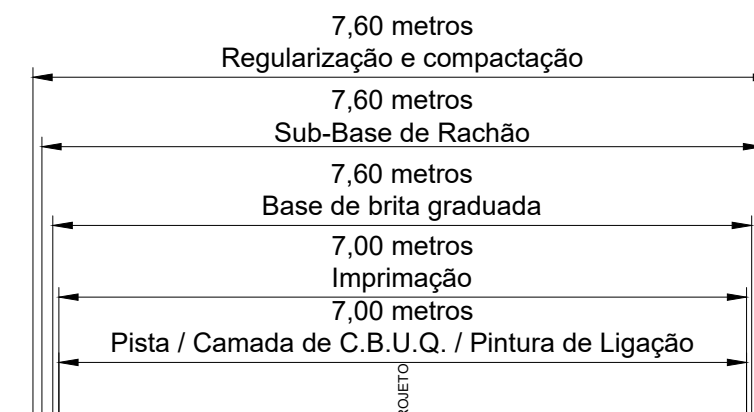 7,60 metros
Regularização e compactação
7,60 metros
Sub-Base de Rachão
7,60 metros
Base de brita graduada
7,00 metros
Imprimação
7,00 metros
Pista / Camada de C.B.U.Q. / Pintura de Ligação